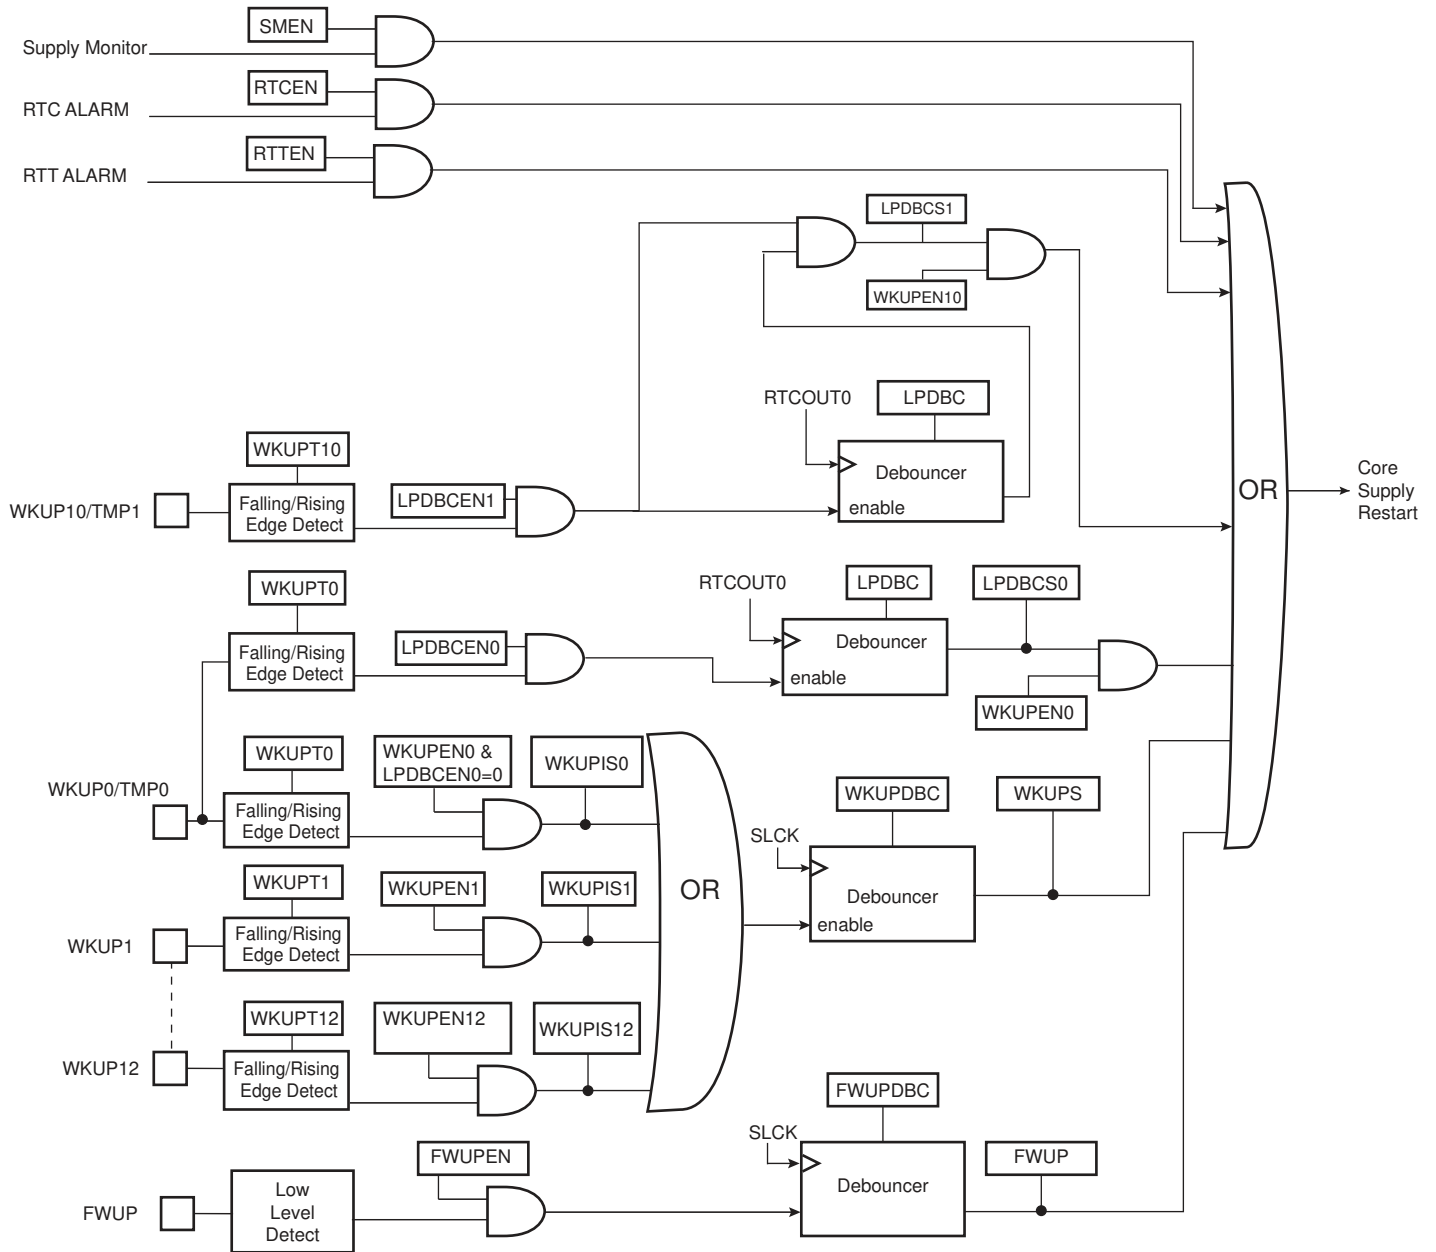 SMEN
Supply Monitor
RTCEN
RTC ALARM
RTTEN
RTT ALARM
LPDBCS1
WKUPEN10
RTCOUT0
LPDBC
WKUPT10
Debouncer
enable
LPDBCEN1
WKUP10/TMP1
Falling/Rising
Edge Detect
OR
Core
Supply
Restart
WKUPT0
RTCOUT0
LPDBC
LPDBCS0
Falling/Rising
Edge Detect
LPDBCEN0
Debouncer
enable
WKUPEN0
WKUPT0
WKUPEN0 &
LPDBCEN0=0
WKUPIS0
WKUP0/TMP0
Falling/Rising
Edge Detect
WKUPDBC
WKUPS
SLCK
WKUPT1
WKUPEN1
WKUPIS1
OR
Debouncer
enable
WKUP1
Falling/Rising
Edge Detect
WKUPT12
WKUPEN12
WKUPIS12
WKUP12
Falling/Rising
Edge Detect
FWUPDBC
SLCK
FWUPEN
FWUP
Debouncer
FWUP
Low
Level
Detect